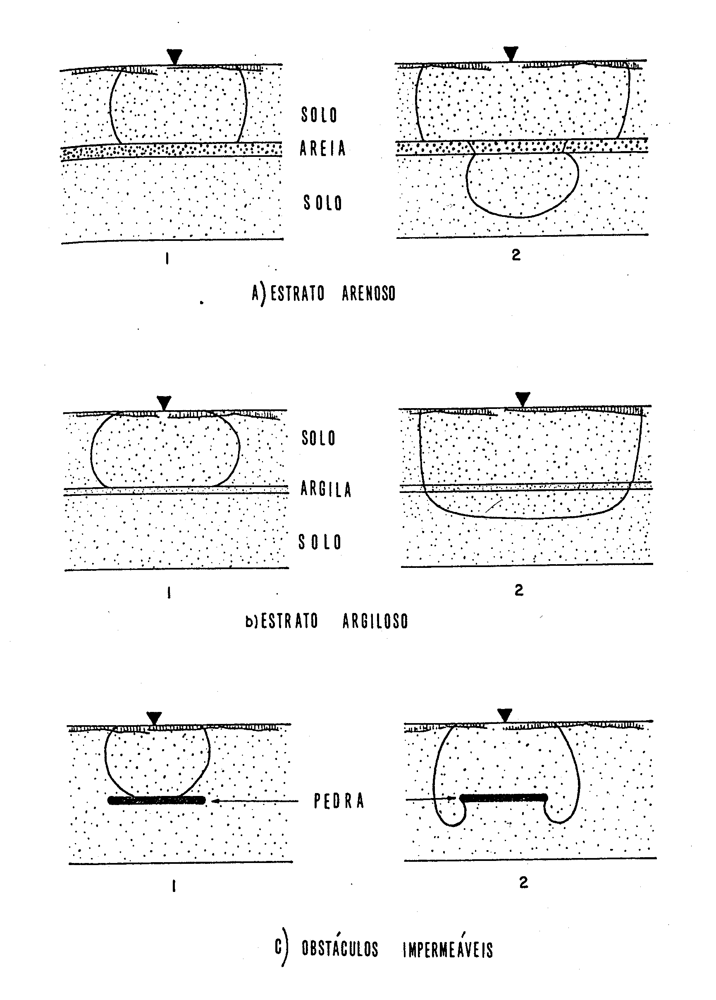 SOLO
AREIA
SOLO
1 2
A) ESTRATO ARENOSO
SOLO
ARGILA
SOLO
1 2
b) ESTRATO ARGILOSO
PEDRA
1 2
C) OBSTÁCULOS IMPERMEÁVEIS